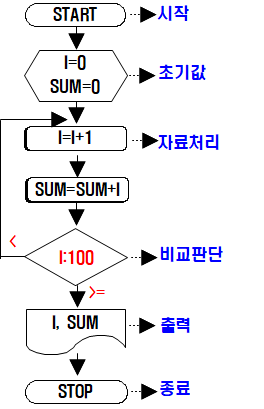 START 시작
I=0
SUM=0 초기값
I=I+1 자료처리
SUM=SUM+I
< I:100 비교판단
>=
I, SUM 출력
STOP 종료